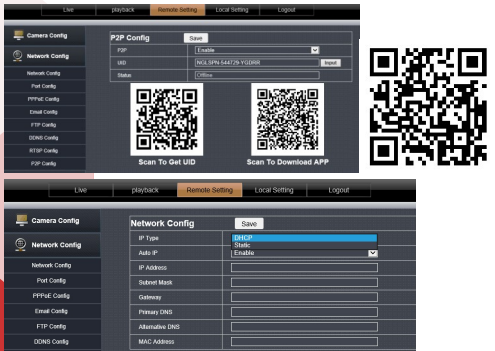 Live playback Remote Setting Local Setting Logout
Camera Config
Network Config
Network Config
Port Config
PPPoE Config
Email Config
FTP Config
DDNS Config
RTSP Config
P2P Config
P2P Config Save
P2P Enable
UID NGLSPN-544729-YGDRR Input
Status Offline
Scan To Get UID Scan To Download APP
Live playback Remote Setting Local Setting Logout
Camera Config
Network Config
Network Config
Port Config
PPPoE Config
Email Config
FTP Config
DDNS Config
Network Config Save
IP Type DHCP
Static
Auto IP Enable
IP Address
Subnet Mask
Gateway
Primary DNS
Alternative DNS
MAC Address